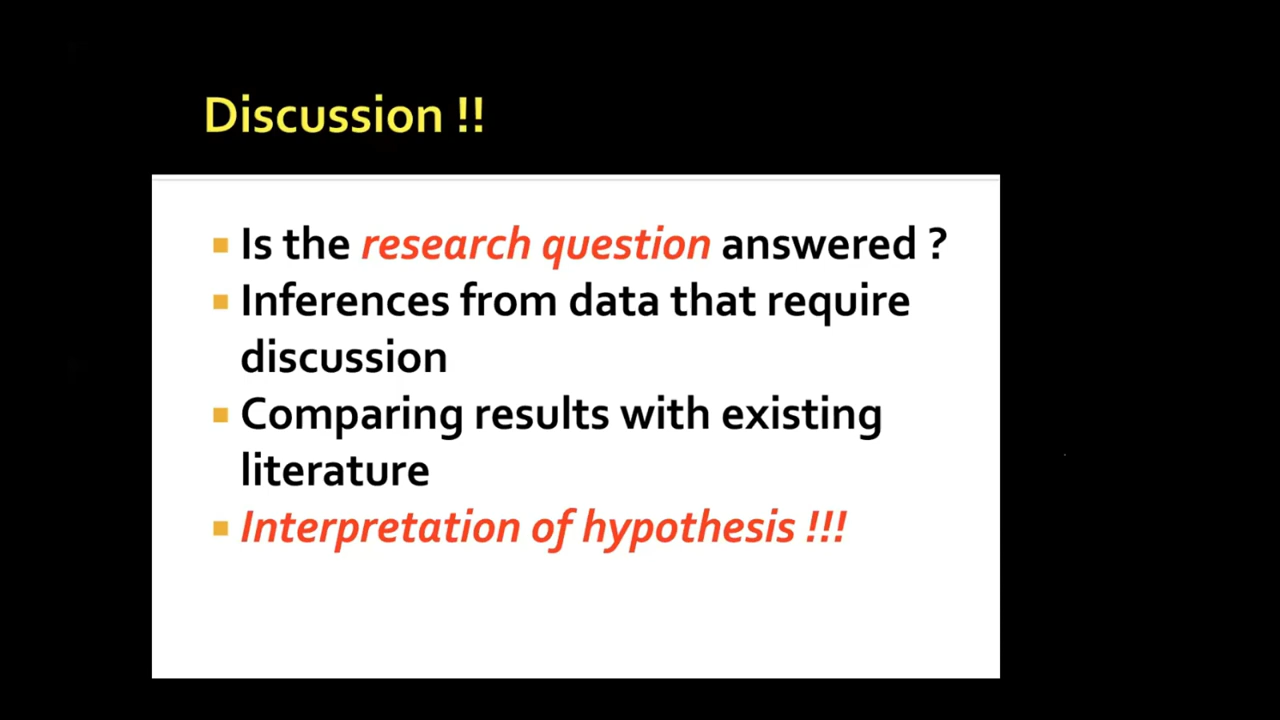 Discussion !!
Is the research question answered ?
Inferences from data that require
discussion
Comparing results with existing
literature
Interpretation of hypothesis !!!